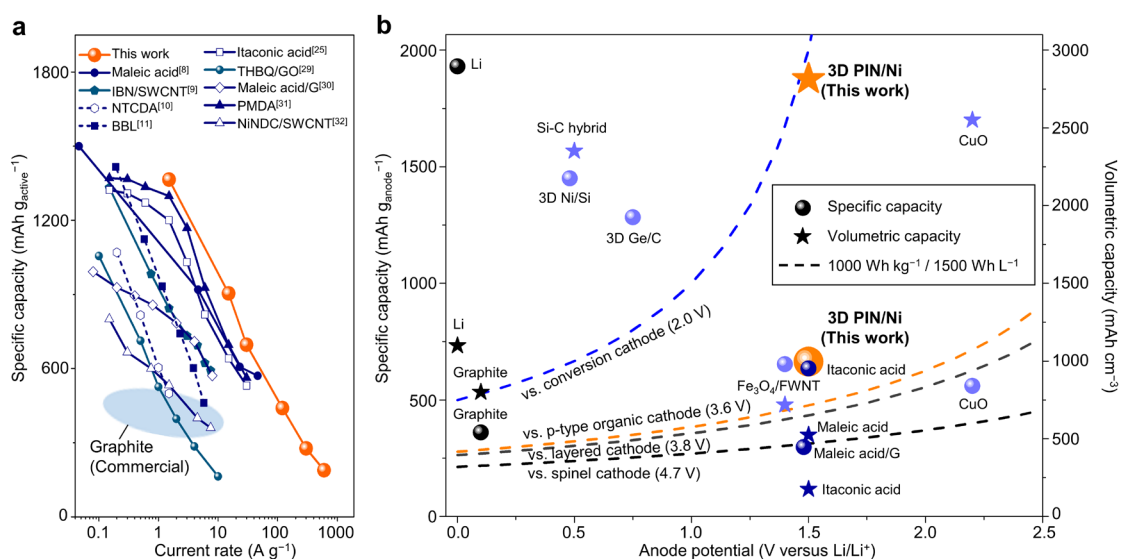 a
Specific capacity (mAh g_active⁻¹)
1800
1200
600
0
This work
Maleic acid[8]
IBN/SWCNT[9]
NTCDA[10]
BBL[11]
Itaconic acid[25]
THBQ/GO[29]
Maleic acid/G[30]
PMDA[31]
NiNDC/SWCNT[32]
Graphite
(Commercial)
0.1
1
10
100
1000
Current rate (A g⁻¹)
b
Specific capacity (mAh g_anode⁻¹)
2000
1500
1000
500
0
Li
3D PIN/Ni
(This work)
Si-C hybrid
CuO
3D Ni/Si
3D Ge/C
Specific capacity
Volumetric capacity
1000 Wh kg⁻¹ / 1500 Wh L⁻¹
Li
Graphite
Graphite
vs. conversion cathode (2.0 V)
3D PIN/Ni
(This work)
Itaconic acid
Fe₃O₄/FWNT
CuO
vs. p-type organic cathode (3.6 V)
vs. layered cathode (3.8 V)
vs. spinel cathode (4.7 V)
Maleic acid
Maleic acid/G
Itaconic acid
0.0
0.5
1.0
1.5
2.0
2.5
Anode potential (V versus Li/Li⁺)
3000
2500
2000
1500
1000
500
0
Volumetric capacity (mAh cm⁻³)